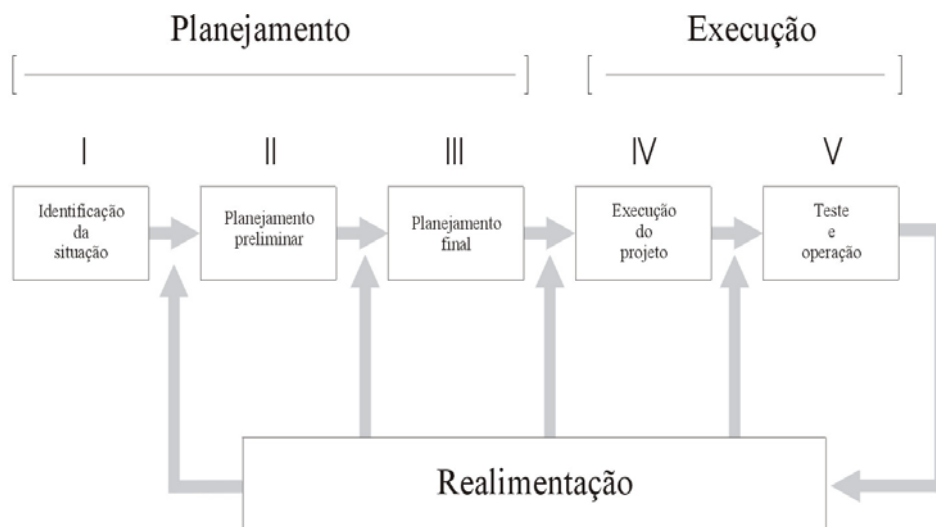 Planejamento
Execução
I
II
III
IV
V
Identificação
da
situação
Planejamento
preliminar
Planejamento
final
Execução
do
projeto
Teste
e
operação
Realimentação